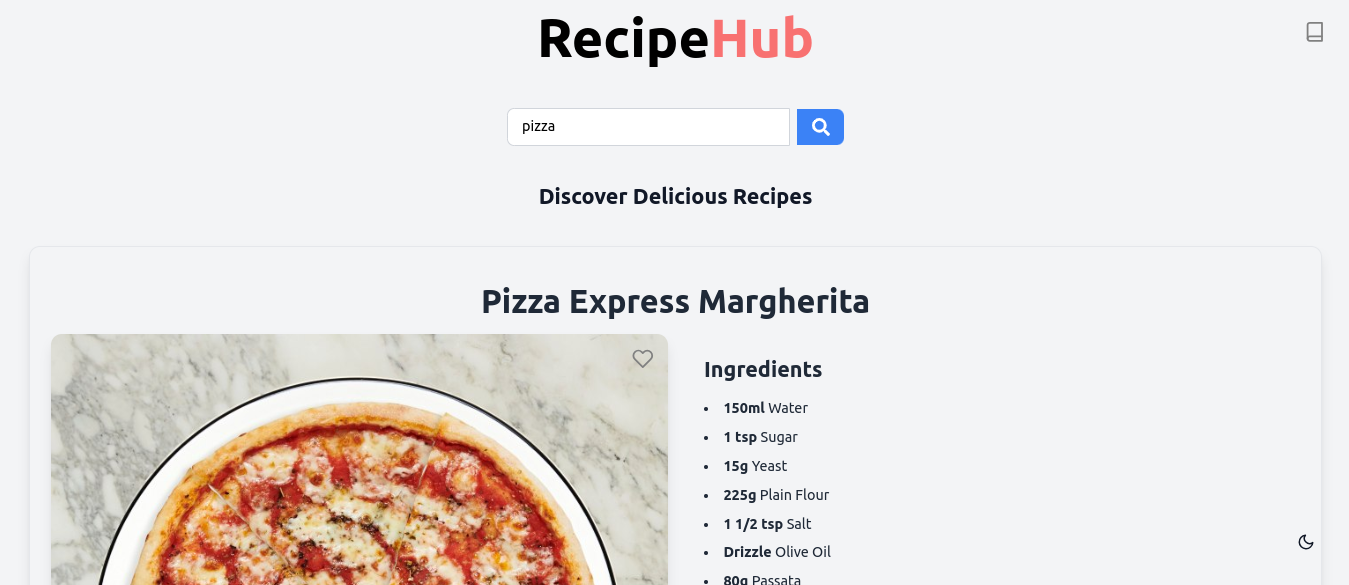 RecipeHub
pizza
Discover Delicious Recipes
Pizza Express Margherita
Ingredients
150ml Water
1 tsp Sugar
15g Yeast
225g Plain Flour
1 1/2 tsp Salt
Drizzle Olive Oil
80g Passata